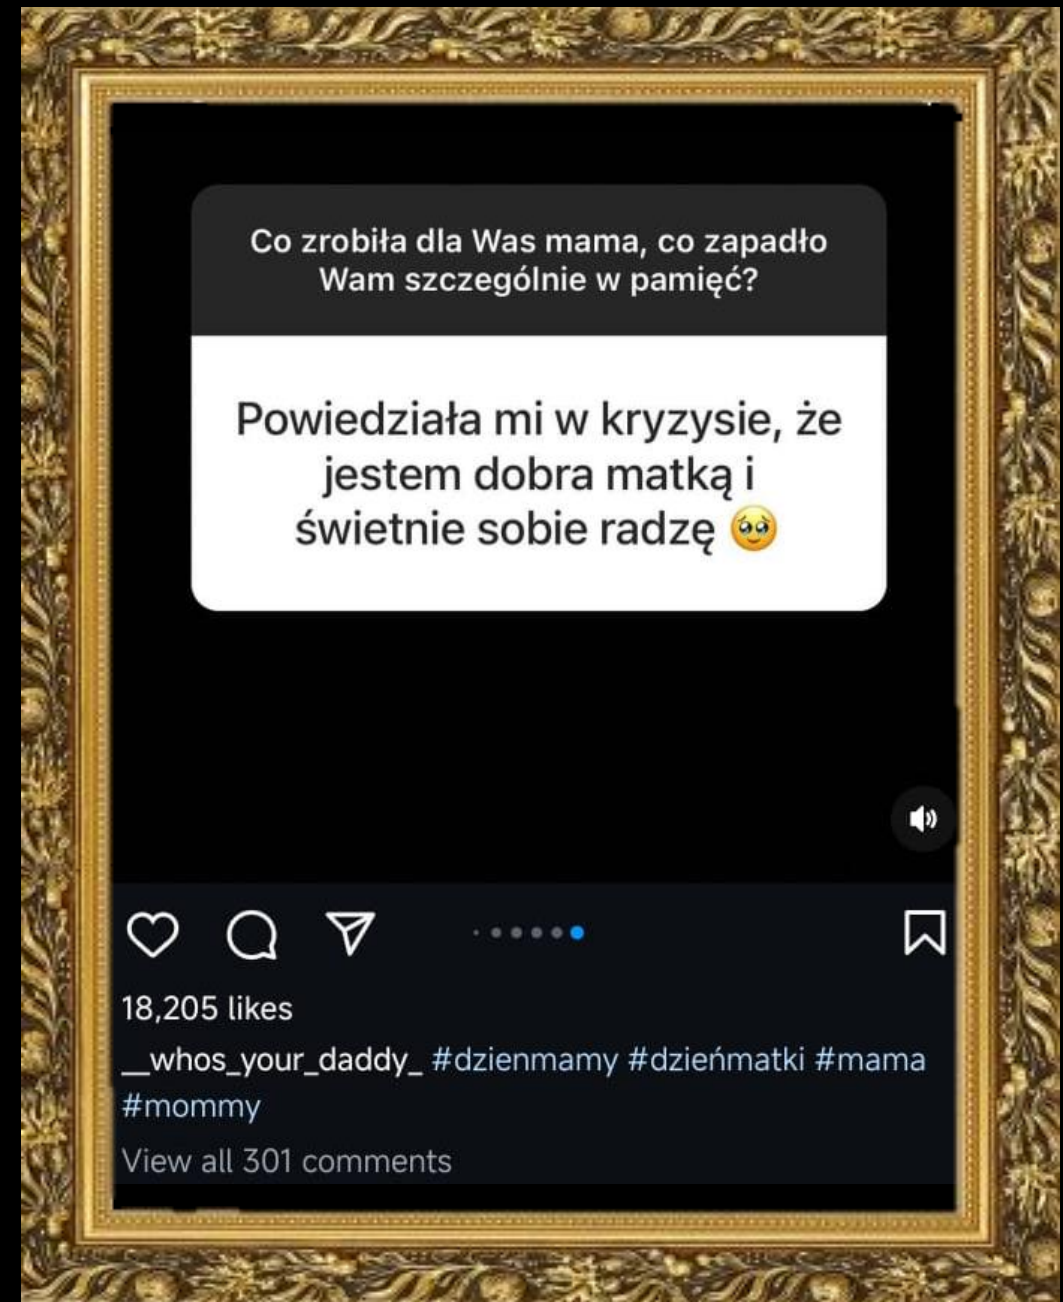 Co zrobiła dla Was mama, co zapadło
Wam szczególnie w pamięć?
Powiedziała mi w kryzysie, że
jestem dobra matką i
świetnie sobie radzę 🥹
18,205 likes
__whos_your_daddy_ #dzienmamy #dzieńmatki #mama
#mommy
View all 301 comments